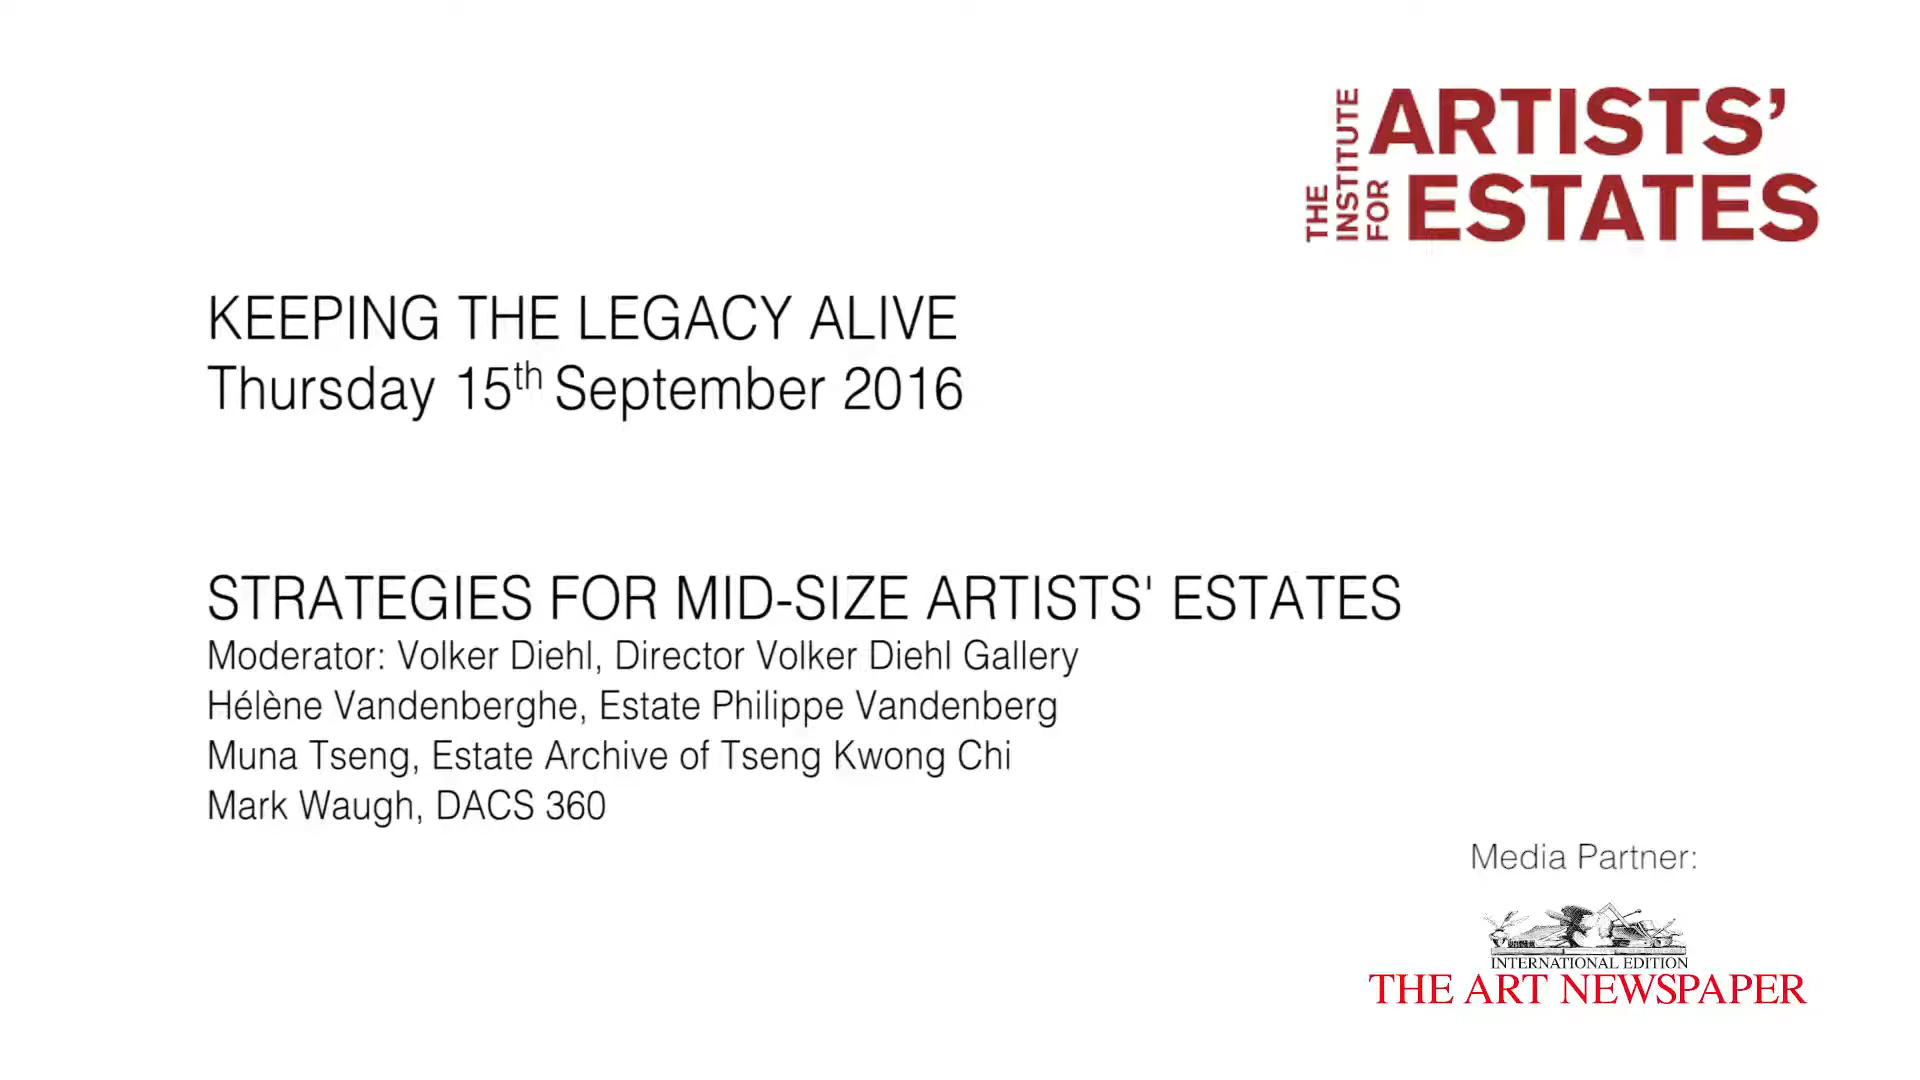 THE INSTITUTE FOR
ARTISTS’
ESTATES
KEEPING THE LEGACY ALIVE
Thursday 15th September 2016
STRATEGIES FOR MID-SIZE ARTISTS' ESTATES
Moderator: Volker Diehl, Director Volker Diehl Gallery
Hélène Vandenberghe, Estate Philippe Vandenberg
Muna Tseng, Estate Archive of Tseng Kwong Chi
Mark Waugh, DACS 360
Media Partner:
INTERNATIONAL EDITION
THE ART NEWSPAPER